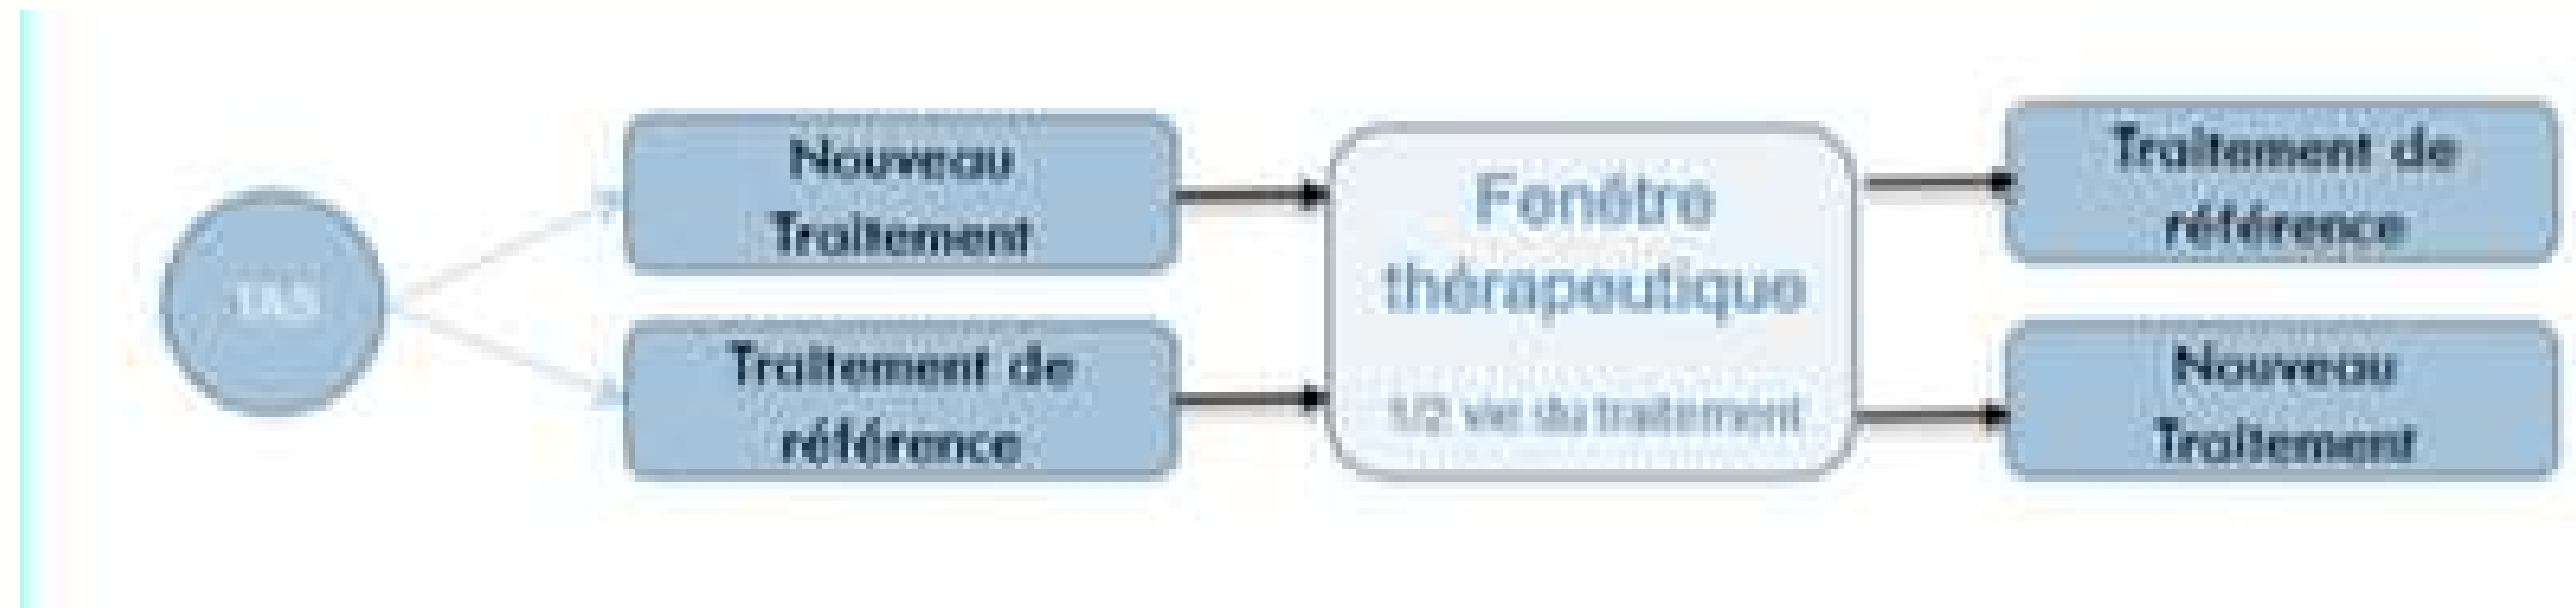 Nouveau
Traitement
Traitement de
référence
Fenêtre
thérapeutique
1/2 vie du traitement
Traitement de
référence
Nouveau
Traitement